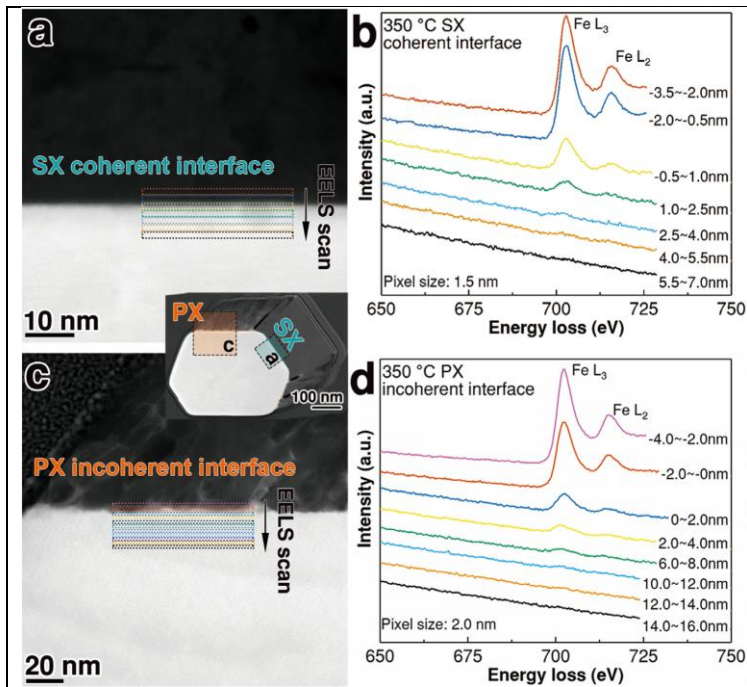 a
SX coherent interface
EELS scan
10 nm
b
350 °C SX
coherent interface
Fe L3
Fe L2
-3.5~-2.0nm
-2.0~-0.5nm
-0.5~1.0nm
1.0~2.5nm
2.5~4.0nm
4.0~5.5nm
5.5~7.0nm
Pixel size: 1.5 nm
Intensity (a.u.)
650
675
700
725
750
Energy loss (eV)
PX
SX
c
a
100 nm
c
PX incoherent interface
EELS scan
20 nm
d
350 °C PX
incoherent interface
Fe L3
Fe L2
-4.0~-2.0nm
-2.0~-0nm
0~2.0nm
2.0~4.0nm
6.0~8.0nm
10.0~12.0nm
12.0~14.0nm
14.0~16.0nm
Pixel size: 2.0 nm
Intensity (a.u.)
650
675
700
725
750
Energy loss (eV)